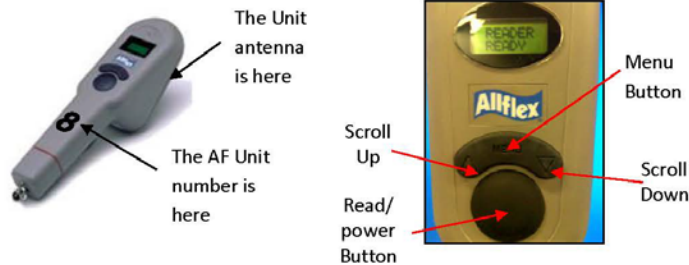 The Unit
antenna
is here
8
The AF Unit
number is
here
READER
READY
Allflex
Menu
Button
Scroll
Up
Scroll
Down
Read/
power
Button